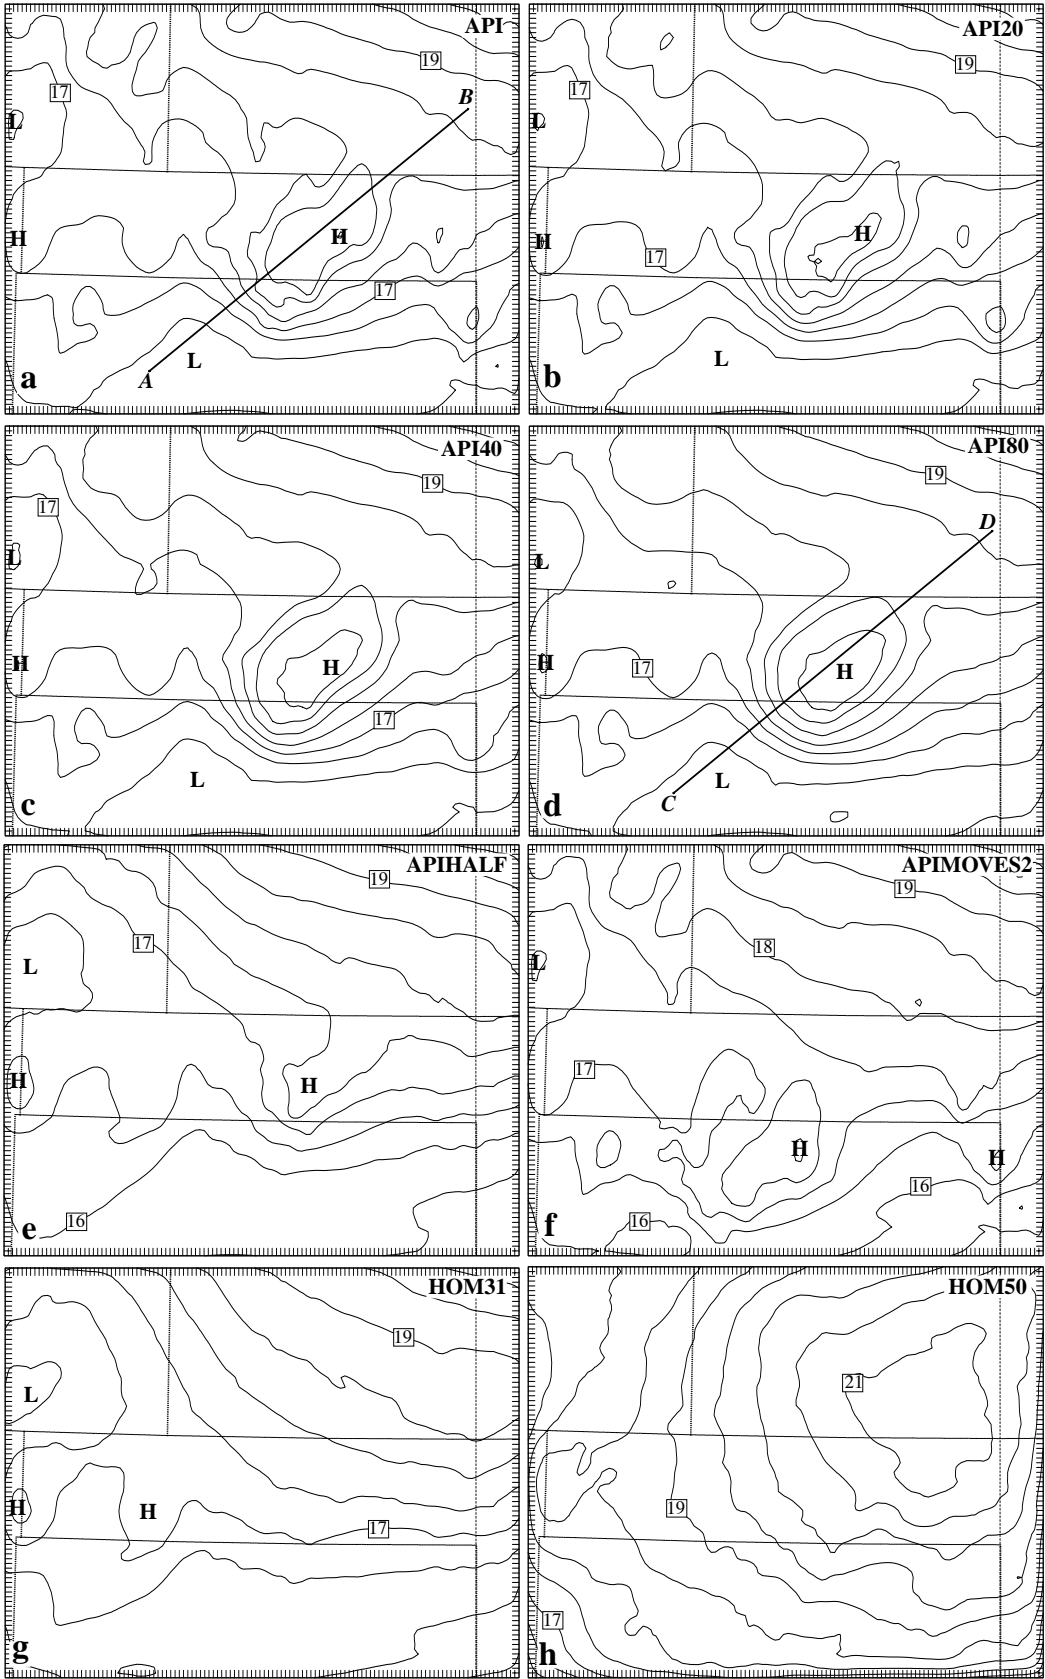 API
19
17
B
L
H
H
17
L
A
a
API20
19
17
L
H
H
17
L
b
API40
19
17
L
H
H
17
L
c
API80
19
D
L
H
17
H
L
C
d
APIHALF
19
17
L
H
H
16
e
APIMOVES2
19
18
L
17
H
H
16
16
f
HOM31
19
L
H
H
17
g
HOM50
21
19
17
h